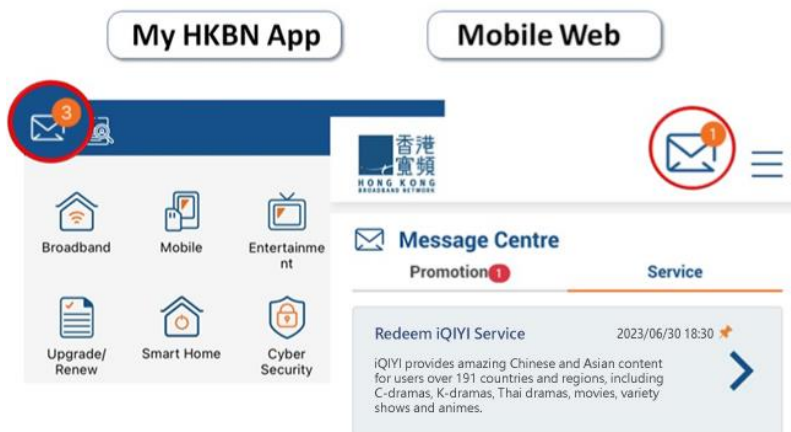 My HKBN App
Mobile Web
3
Broadband
Mobile
Entertainme
nt
Upgrade/
Renew
Smart Home
Cyber
Security
香港
寬頻
HONG KONG
BROADBAND NETWORK
1
Message Centre
Promotion 1
Service
Redeem iQIYI Service
2023/06/30 18:30
iQIYI provides amazing Chinese and Asian content
for users over 191 countries and regions, including
C-dramas, K-dramas, Thai dramas, movies, variety
shows and animes.